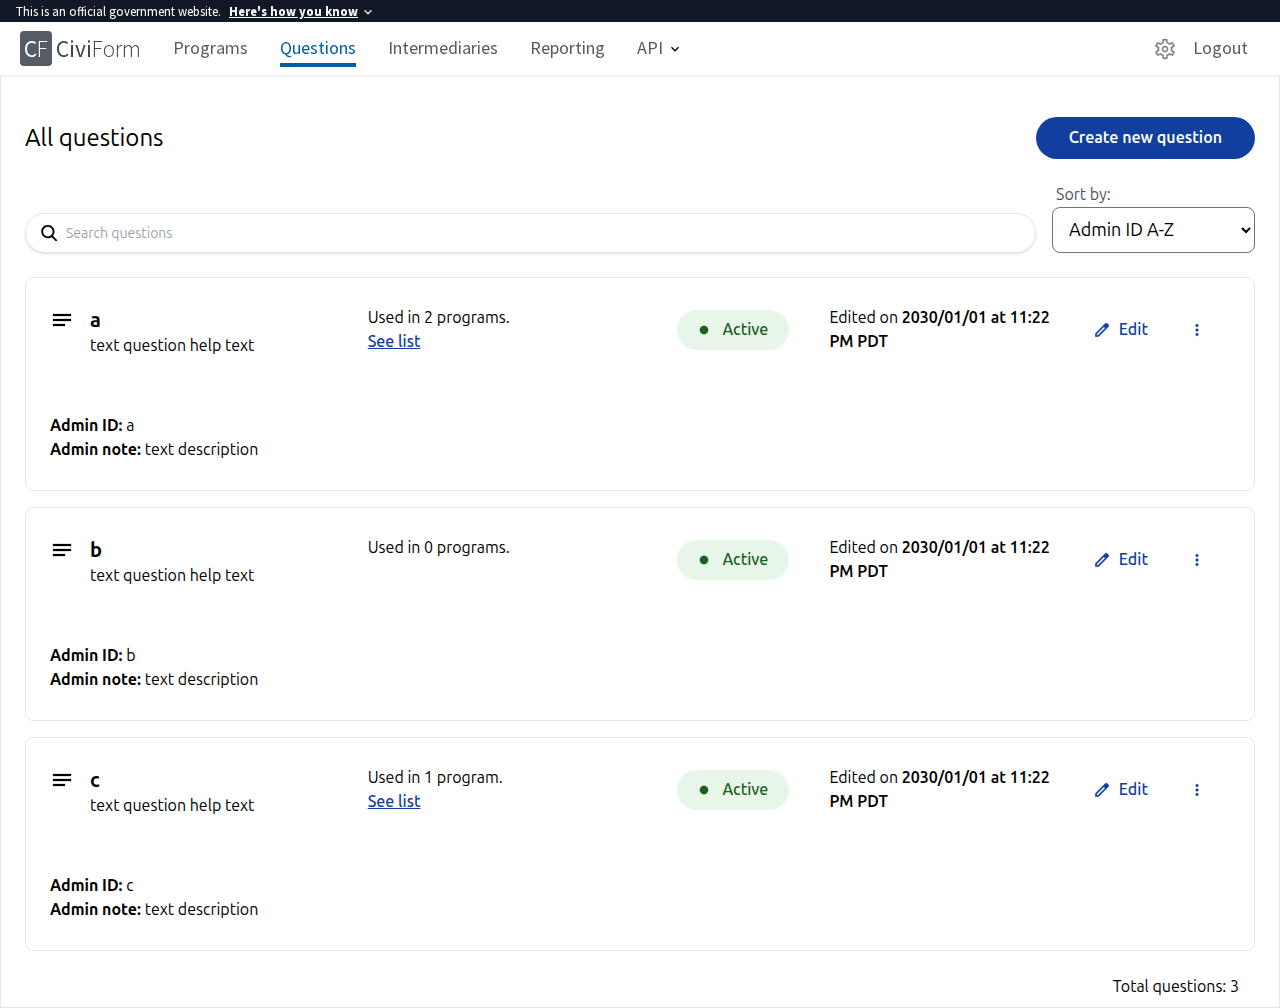 This is an official government website. Here's how you know
CF CiviForm Programs Questions Intermediaries Reporting API Logout
All questions
Create new question
Sort by:
Search questions
Admin ID A-Z
a
text question help text
Used in 2 programs.
See list
Active
Edited on 2030/01/01 at 11:22
PM PDT
Edit
Admin ID: a
Admin note: text description
b
text question help text
Used in 0 programs.
Active
Edited on 2030/01/01 at 11:22
PM PDT
Edit
Admin ID: b
Admin note: text description
c
text question help text
Used in 1 program.
See list
Active
Edited on 2030/01/01 at 11:22
PM PDT
Edit
Admin ID: c
Admin note: text description
Total questions: 3